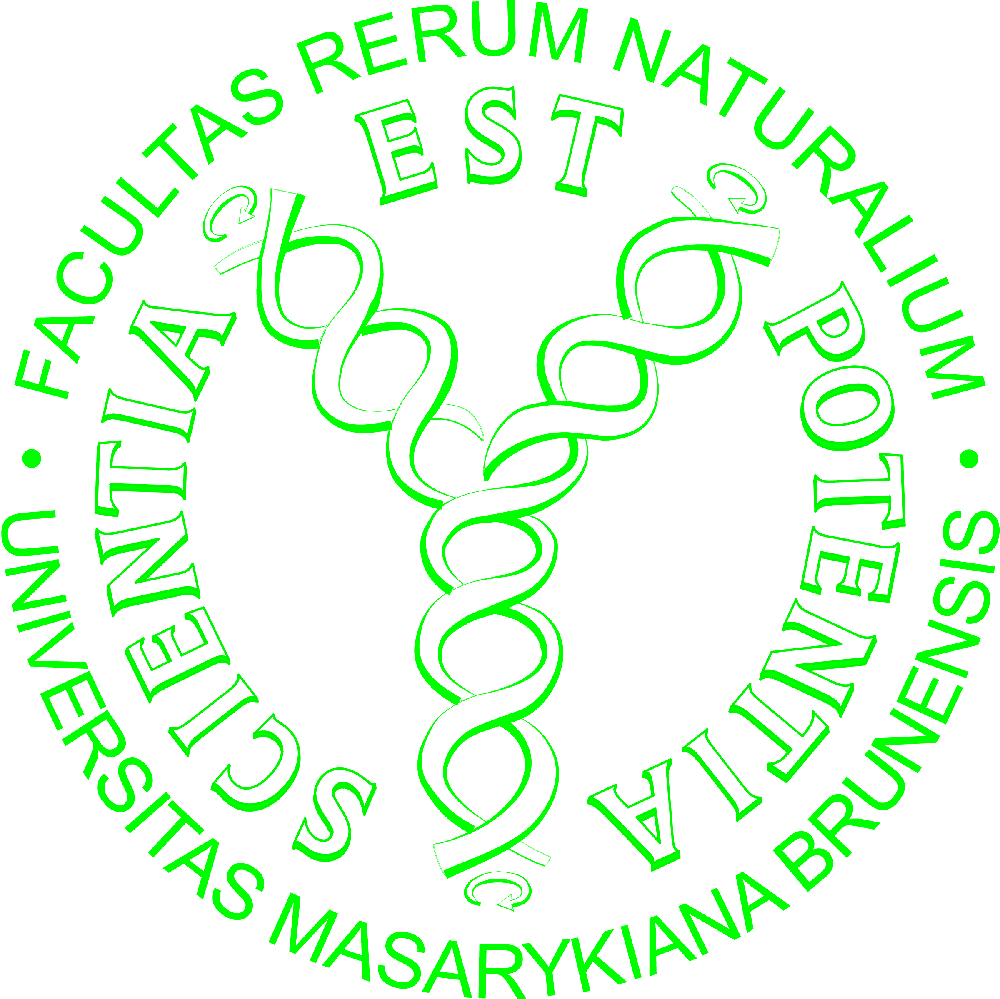 FACULTAS RERUM NATURALIUM •
UNIVERSITAS MASARYKIANA BRUNENSIS •
SCIENTIA EST POTENTIA